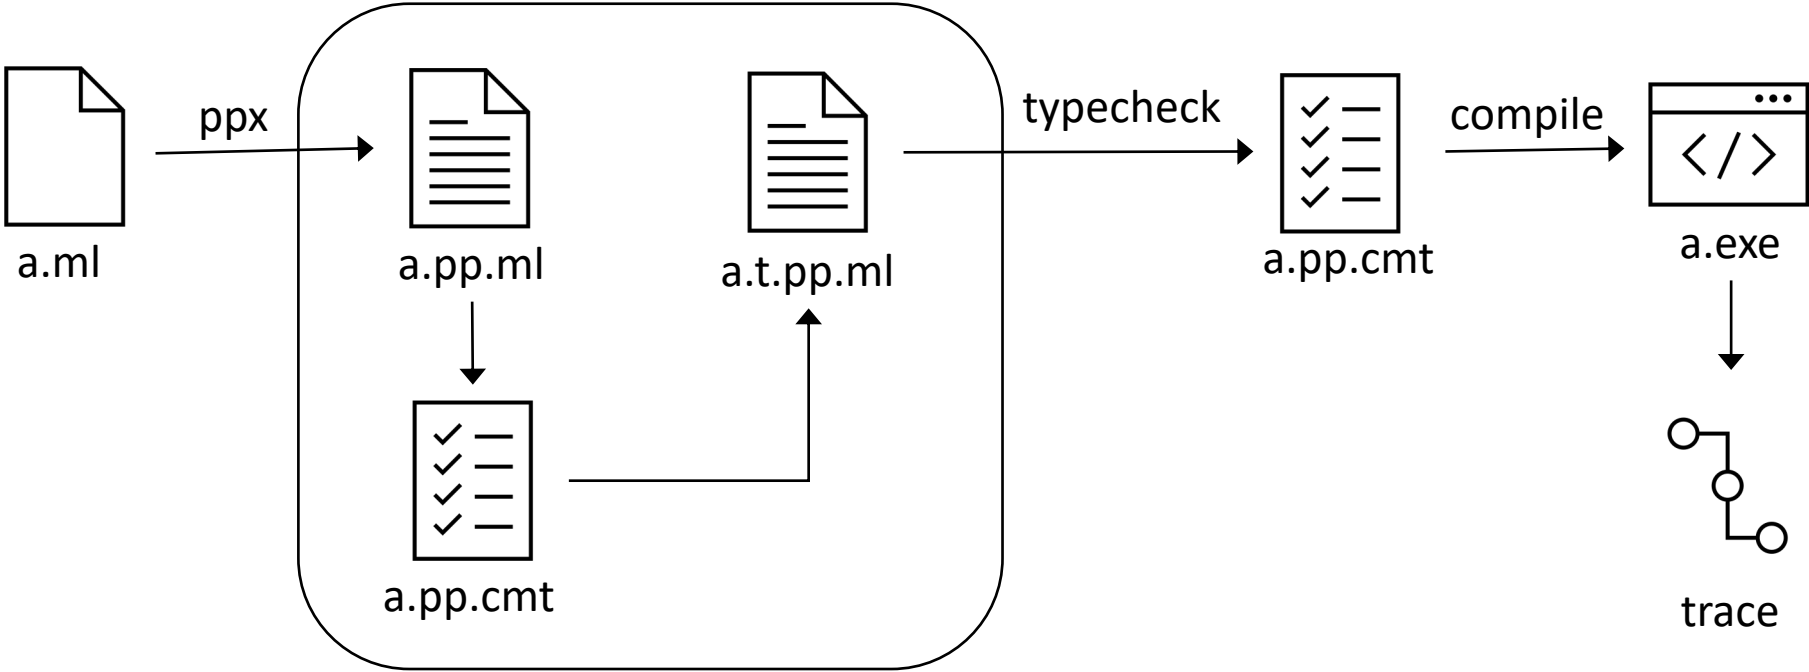 ppx
typecheck
compile
</>
a.ml
a.pp.ml
a.t.pp.ml
a.pp.cmt
a.exe
a.pp.cmt
trace